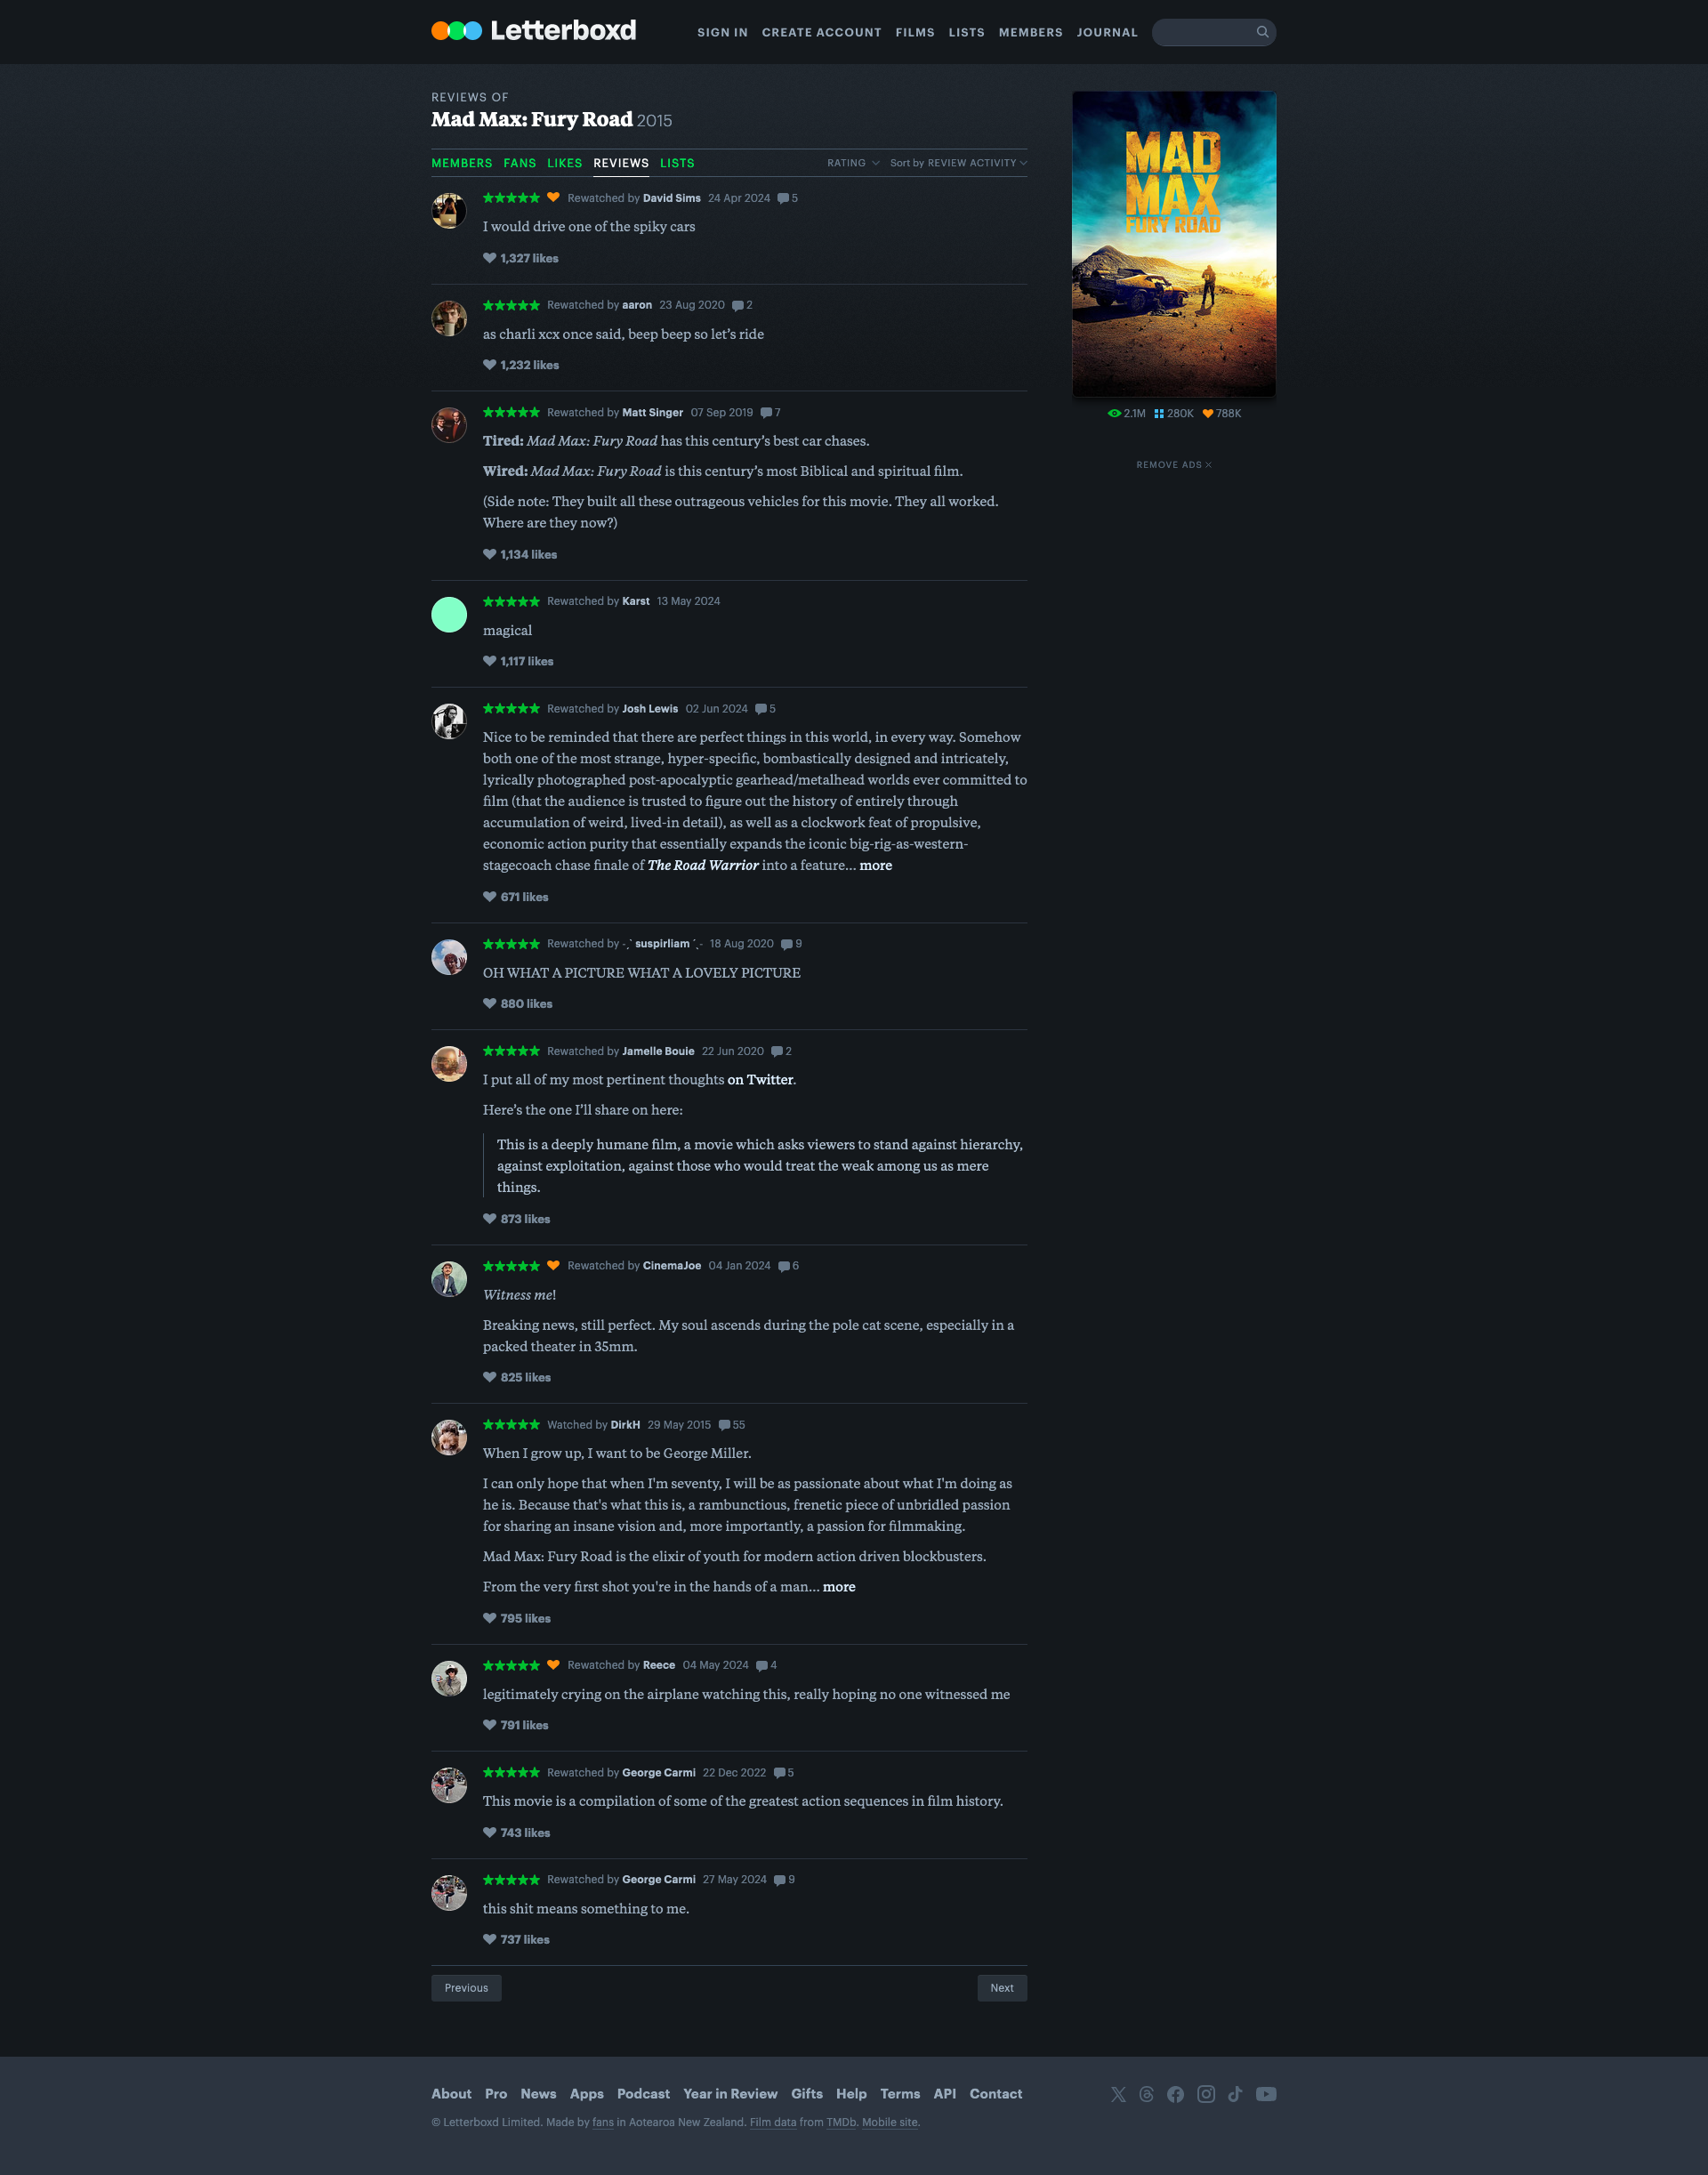 Letterboxd
SIGN IN CREATE ACCOUNT FILMS LISTS MEMBERS JOURNAL
REVIEWS OF
Mad Max: Fury Road 2015
MEMBERS FANS LIKES REVIEWS LISTS
RATING Sort by REVIEW ACTIVITY
Rewatched by David Sims 24 Apr 2024 5
I would drive one of the spiky cars
1,327 likes
Rewatched by aaron 23 Aug 2020 2
as charli xcx once said, beep beep so let’s ride
1,232 likes
Rewatched by Matt Singer 07 Sep 2019 7
Tired: Mad Max: Fury Road has this century’s best car chases.
Wired: Mad Max: Fury Road is this century’s most Biblical and spiritual film.
(Side note: They built all these outrageous vehicles for this movie. They all worked.
Where are they now?)
1,134 likes
Rewatched by Karst 13 May 2024
magical
1,117 likes
Rewatched by Josh Lewis 02 Jun 2024 5
Nice to be reminded that there are perfect things in this world, in every way. Somehow
both one of the most strange, hyper-specific, bombastically designed and intricately,
lyrically photographed post-apocalyptic gearhead/metalhead worlds ever committed to
film (that the audience is trusted to figure out the history of entirely through
accumulation of weird, lived-in detail), as well as a clockwork feat of propulsive,
economic action purity that essentially expands the iconic big-rig-as-western-
stagecoach chase finale of The Road Warrior into a feature… more
671 likes
Rewatched by -ˏˋ suspirliam ˊˎ- 18 Aug 2020 9
OH WHAT A PICTURE WHAT A LOVELY PICTURE
880 likes
Rewatched by Jamelle Bouie 22 Jun 2020 2
I put all of my most pertinent thoughts on Twitter.
Here’s the one I’ll share on here:
This is a deeply humane film, a movie which asks viewers to stand against hierarchy,
against exploitation, against those who would treat the weak among us as mere
things.
873 likes
Rewatched by CinemaJoe 04 Jan 2024 6
Witness me!
Breaking news, still perfect. My soul ascends during the pole cat scene, especially in a
packed theater in 35mm.
825 likes
Watched by DirkH 29 May 2015 55
When I grow up, I want to be George Miller.
I can only hope that when I'm seventy, I will be as passionate about what I'm doing as
he is. Because that's what this is, a rambunctious, frenetic piece of unbridled passion
for sharing an insane vision and, more importantly, a passion for filmmaking.
Mad Max: Fury Road is the elixir of youth for modern action driven blockbusters.
From the very first shot you're in the hands of a man… more
795 likes
Rewatched by Reece 04 May 2024 4
legitimately crying on the airplane watching this, really hoping no one witnessed me
791 likes
Rewatched by George Carmi 22 Dec 2022 5
This movie is a compilation of some of the greatest action sequences in film history.
743 likes
Rewatched by George Carmi 27 May 2024 9
this shit means something to me.
737 likes
Previous Next
MAD
MAX
FURY ROAD
2.1M 280K 788K
REMOVE ADS
About Pro News Apps Podcast Year in Review Gifts Help Terms API Contact
© Letterboxd Limited. Made by fans in Aotearoa New Zealand. Film data from TMDb. Mobile site.